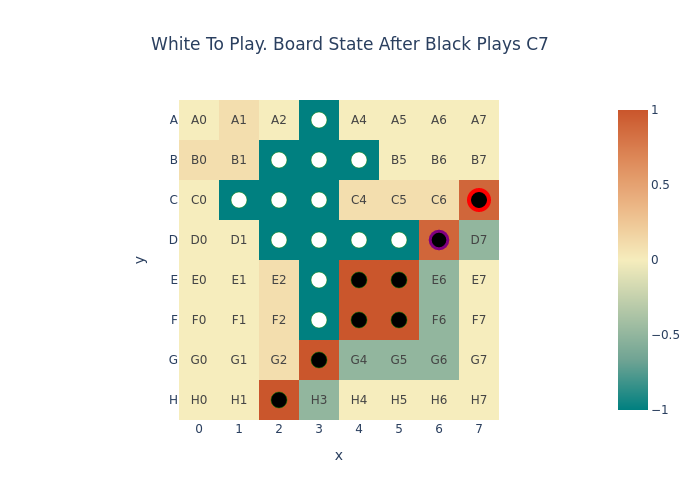 White To Play. Board State After Black Plays C7
A A0 A1 A2 A4 A5 A6 A7
B B0 B1 B5 B6 B7
C C0 C4 C5 C6
D D0 D1 D7
E E0 E1 E2 E6 E7
F F0 F1 F2 F6 F7
G G0 G1 G2 G4 G5 G6 G7
H H0 H1 H3 H4 H5 H6 H7
0 1 2 3 4 5 6 7
x
y
1
0.5
0
−0.5
−1